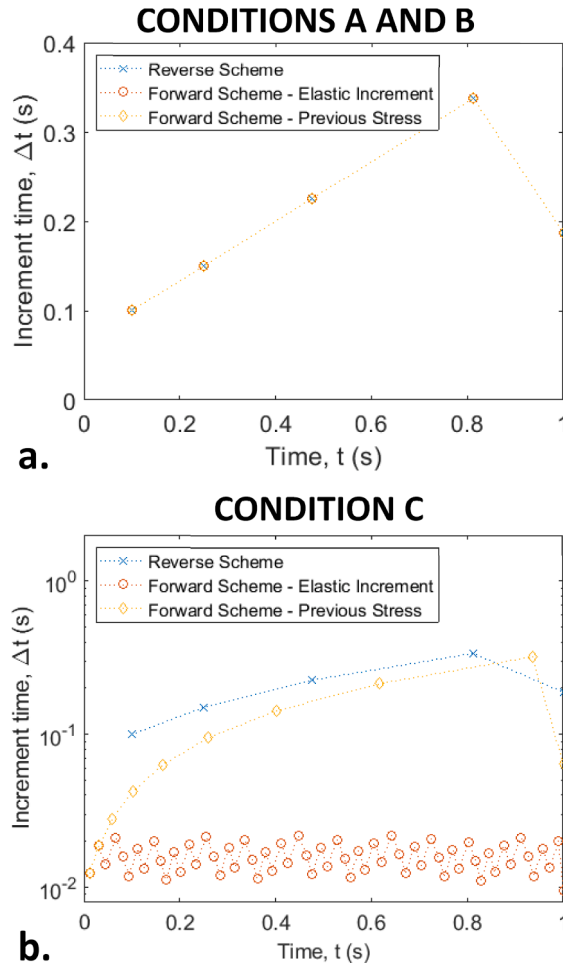 CONDITIONS A AND B
0.4
Reverse Scheme
Forward Scheme - Elastic Increment
Forward Scheme - Previous Stress
0.3
0.2
0.1
0
Increment time, Δt (s)
0 0.2 0.4 0.6 0.8 1
Time, t (s)
a.
CONDITION C
Reverse Scheme
Forward Scheme - Elastic Increment
Forward Scheme - Previous Stress
10⁰
10⁻¹
10⁻²
Increment time, Δt (s)
0 0.2 0.4 0.6 0.8 1
Time, t (s)
b.